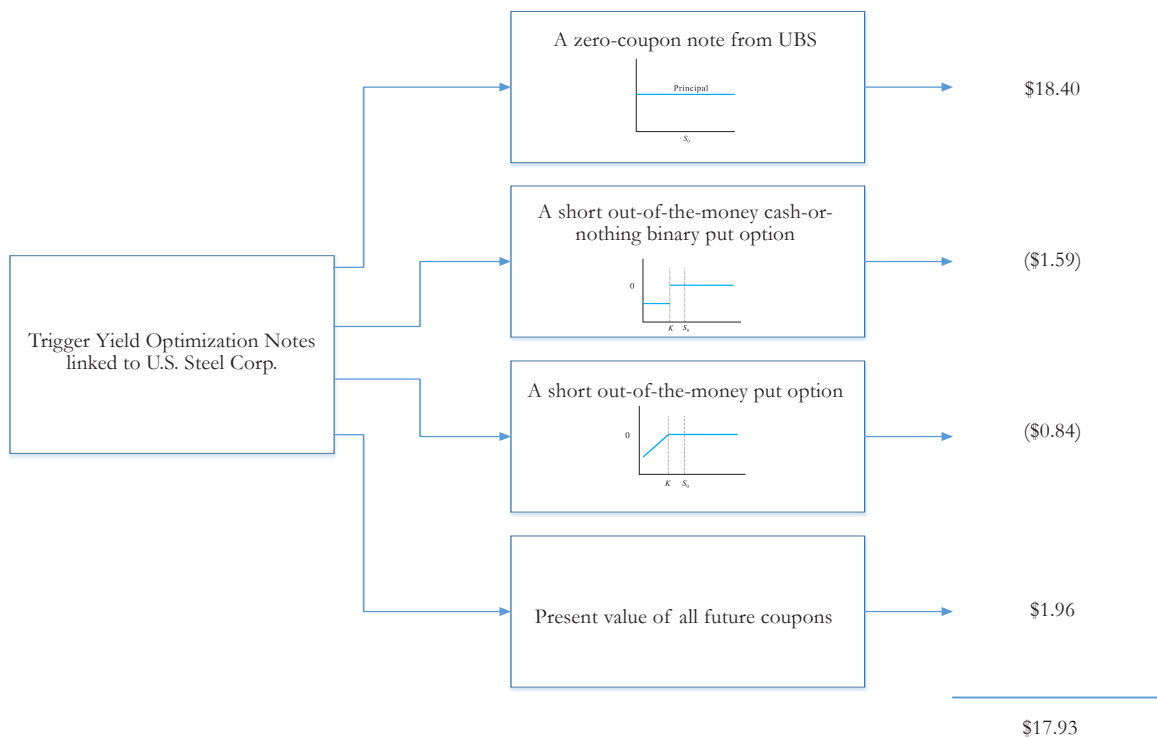 A zero-coupon note from UBS
Principal
S₀
$18.40
A short out-of-the-money cash-or-
nothing binary put option
0
K S₀
($1.59)
Trigger Yield Optimization Notes
linked to U.S. Steel Corp.
A short out-of-the-money put option
0
K S₀
($0.84)
Present value of all future coupons
$1.96
$17.93